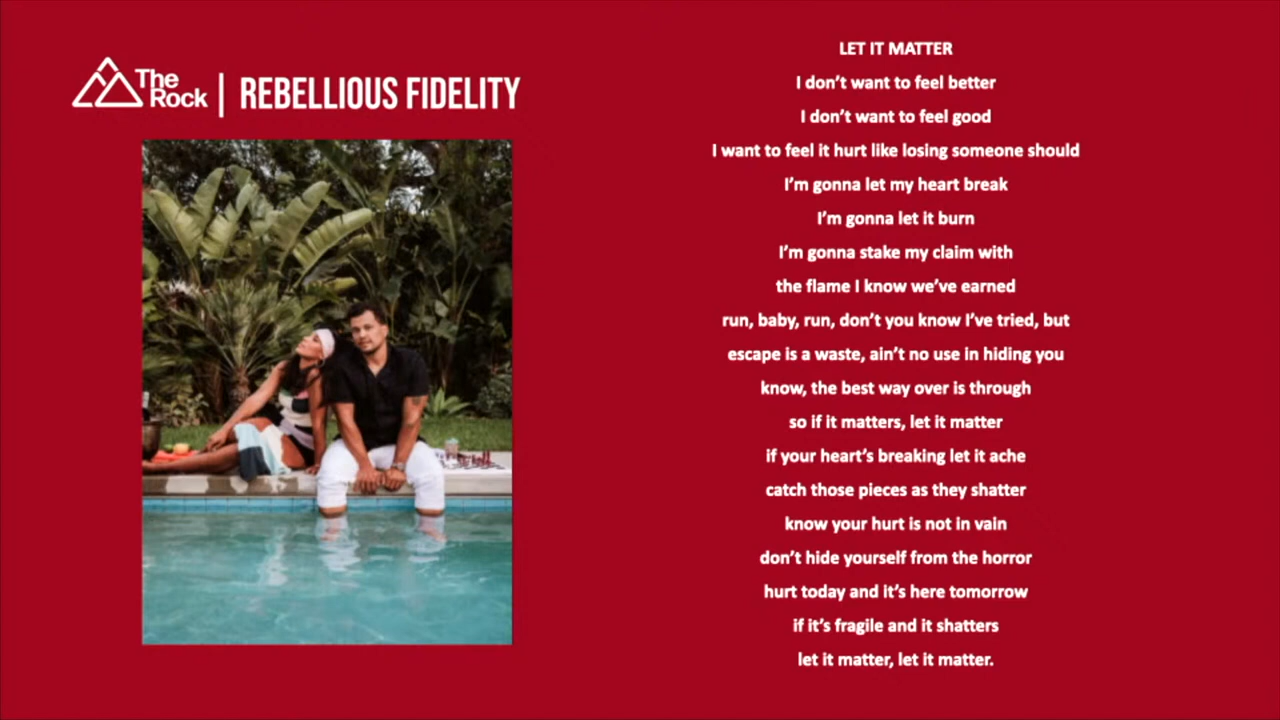 The
Rock
REBELLIOUS FIDELITY
LET IT MATTER
I don't want to feel better
I don't want to feel good
I want to feel it hurt like losing someone should
I'm gonna let my heart break
I'm gonna let it burn
I'm gonna stake my claim with
the flame I know we've earned
run, baby, run, don't you know I've tried, but
escape is a waste, ain't no use in hiding you
know, the best way over is through
so if it matters, let it matter
if your heart's breaking let it ache
catch those pieces as they shatter
know your hurt is not in vain
don't hide yourself from the horror
hurt today and it's here tomorrow
if it's fragile and it shatters
let it matter, let it matter.